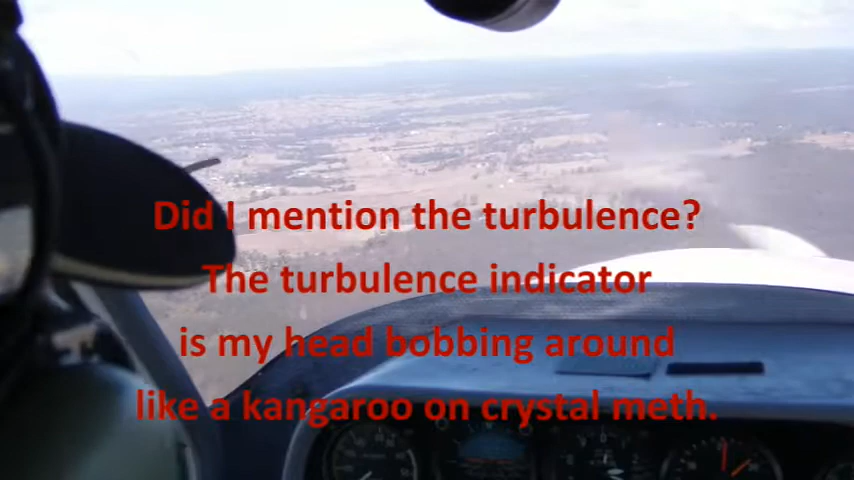 Did I mention the turbulence?
The turbulence indicator
is my head bobbing around
like a kangaroo on crystal meth.